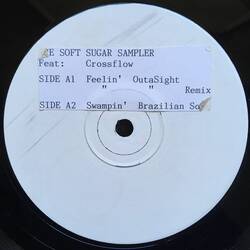 E SOFT SUGAR SAMPLER
Feat: Crossflow
SIDE A1 Feelin' OutaSight
" " Remix
SIDE A2 Swampin' Brazilian So